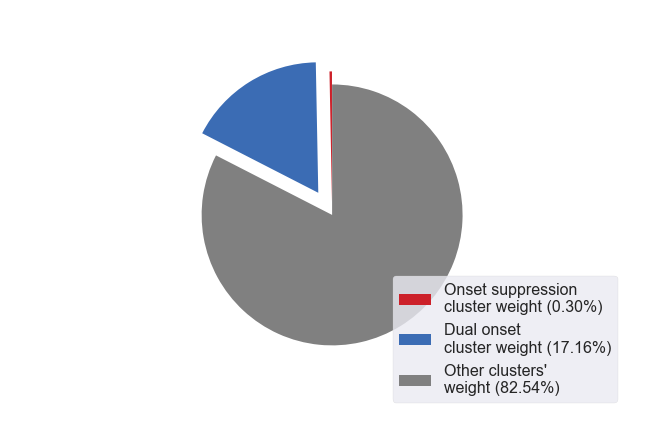 Onset suppression
cluster weight (0.30%)
Dual onset
cluster weight (17.16%)
Other clusters'
weight (82.54%)